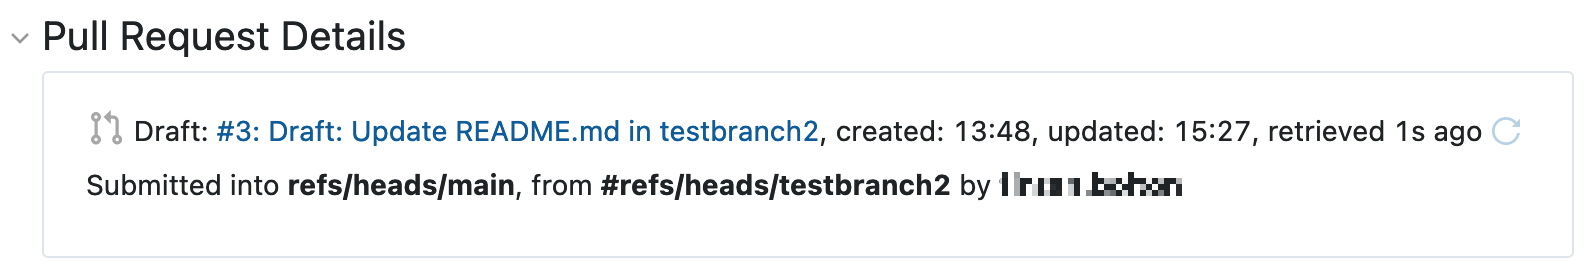 Pull Request Details
Draft: #3: Draft: Update README.md in testbranch2, created: 13:48, updated: 15:27, retrieved 1s ago
Submitted into refs/heads/main, from #refs/heads/testbranch2 by